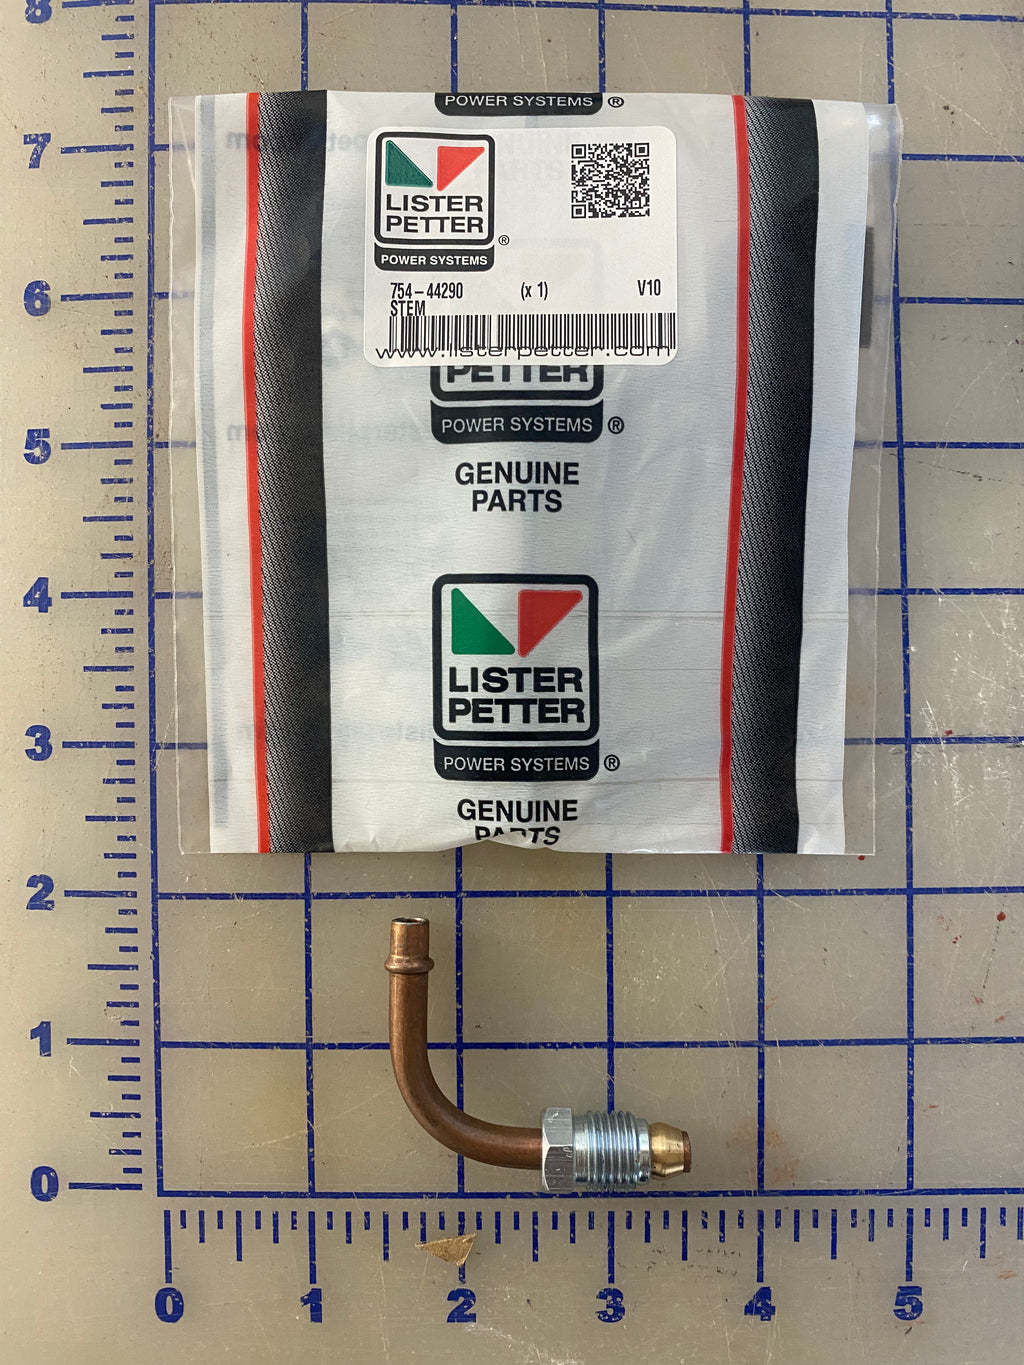 8
POWER SYSTEMS ®
7
LISTER
PETTER
®
POWER SYSTEMS
6
754-44290 (x 1) V10
STEM
www.listerpetter.com
PETTER
POWER SYSTEMS ®
5
GENUINE
PARTS
4
LISTER
PETTER
3
POWER SYSTEMS ®
GENUINE
PARTS
2
1
0
0 1 2 3 4 5